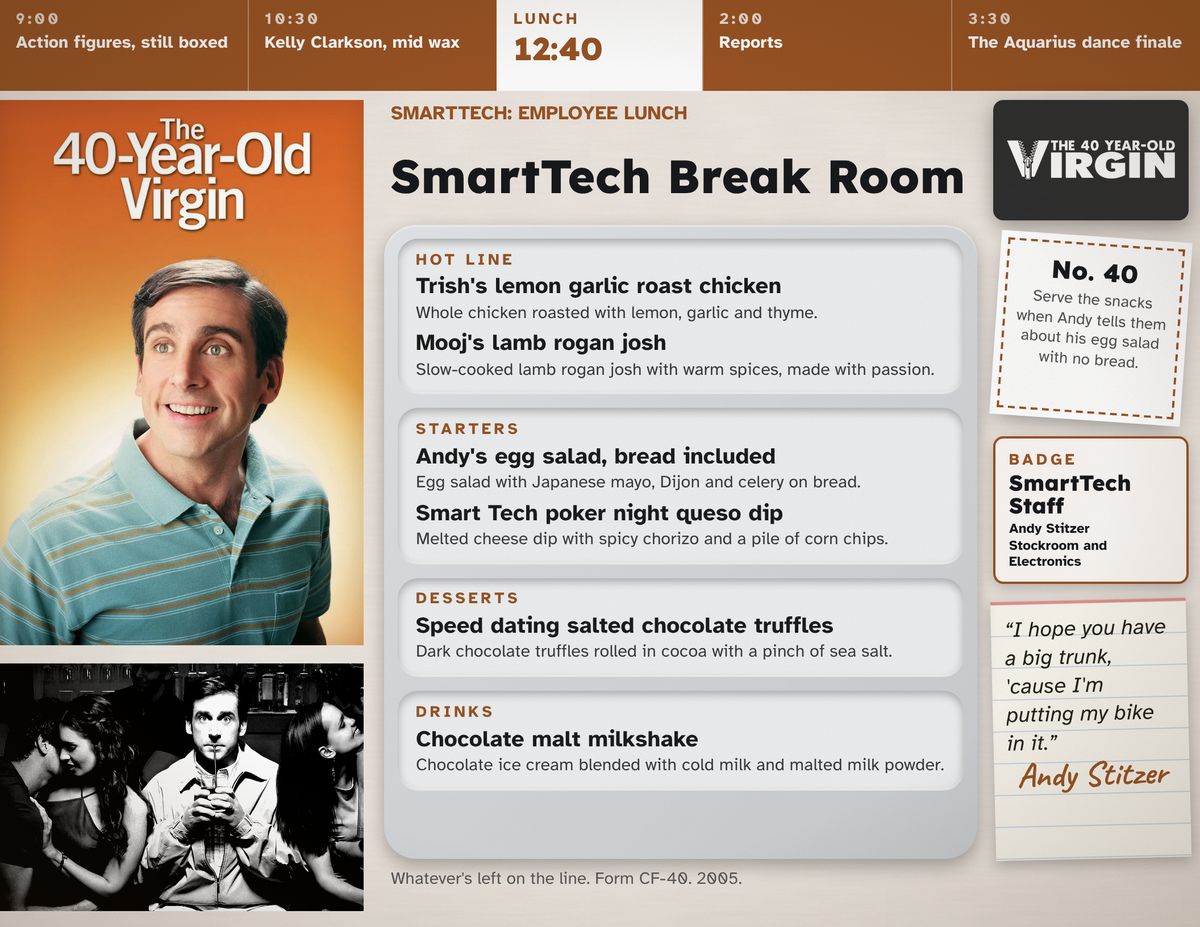 9:00
Action figures, still boxed
10:30
Kelly Clarkson, mid wax
LUNCH
12:40
2:00
Reports
3:30
The Aquarius dance finale
The
40-Year-Old
Virgin
SMARTTECH: EMPLOYEE LUNCH
SmartTech Break Room
HOT LINE
Trish's lemon garlic roast chicken
Whole chicken roasted with lemon, garlic and thyme.
Mooj's lamb rogan josh
Slow-cooked lamb rogan josh with warm spices, made with passion.
STARTERS
Andy's egg salad, bread included
Egg salad with Japanese mayo, Dijon and celery on bread.
Smart Tech poker night queso dip
Melted cheese dip with spicy chorizo and a pile of corn chips.
DESSERTS
Speed dating salted chocolate truffles
Dark chocolate truffles rolled in cocoa with a pinch of sea salt.
DRINKS
Chocolate malt milkshake
Chocolate ice cream blended with cold milk and malted milk powder.
Whatever's left on the line. Form CF-40. 2005.
THE 40 YEAR-OLD
VIRGIN
No. 40
Serve the snacks
when Andy tells them
about his egg salad
with no bread.
BADGE
SmartTech
Staff
Andy Stitzer
Stockroom and
Electronics
“I hope you have
a big trunk,
'cause I'm
putting my bike
in it.”
Andy Stitzer